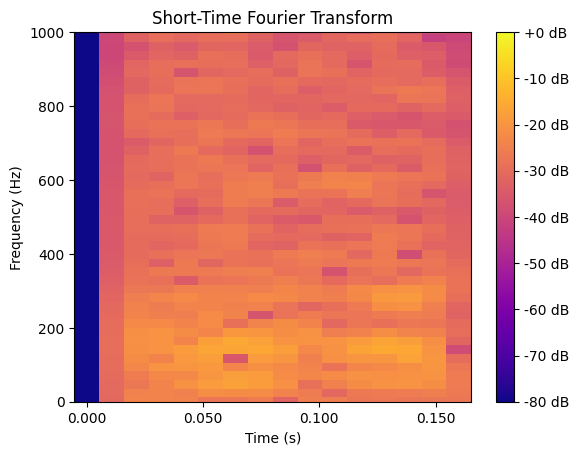 Short-Time Fourier Transform
1000
800
600
400
200
0
Frequency (Hz)
0.000
0.050
0.100
0.150
Time (s)
+0 dB
-10 dB
-20 dB
-30 dB
-40 dB
-50 dB
-60 dB
-70 dB
-80 dB